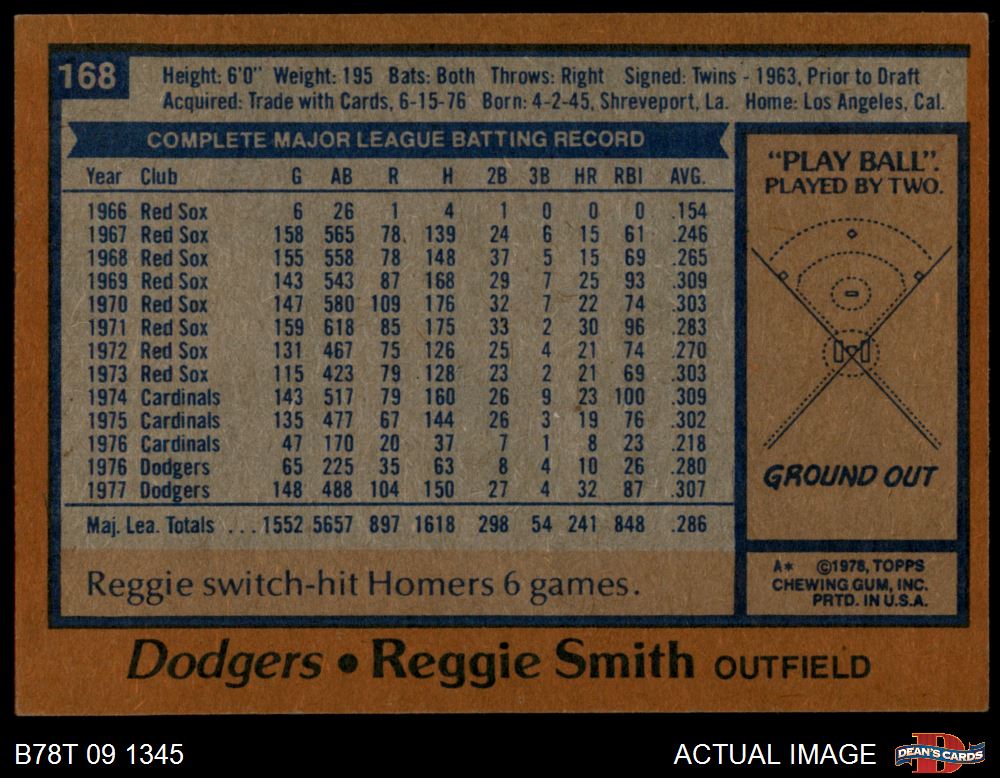 168
Height: 6'0" Weight: 195 Bats: Both Throws: Right Signed: Twins - 1963, Prior to Draft
Acquired: Trade with Cards, 6-15-76 Born: 4-2-45, Shreveport, La. Home: Los Angeles, Cal.
COMPLETE MAJOR LEAGUE BATTING RECORD
Year Club G AB R H 2B 3B HR RBI AVG.
1966 Red Sox 6 26 1 4 1 0 0 0 .154
1967 Red Sox 158 565 78 139 24 6 15 61 .246
1968 Red Sox 155 558 78 148 37 5 15 69 .265
1969 Red Sox 143 543 87 168 29 7 25 93 .309
1970 Red Sox 147 580 109 176 32 7 22 74 .303
1971 Red Sox 159 618 85 175 33 2 30 96 .283
1972 Red Sox 131 467 75 126 25 4 21 74 .270
1973 Red Sox 115 423 79 128 23 2 21 69 .303
1974 Cardinals 143 517 79 160 26 9 23 100 .309
1975 Cardinals 135 477 67 144 26 3 19 76 .302
1976 Cardinals 47 170 20 37 7 1 8 23 .218
1976 Dodgers 65 225 35 63 8 4 10 26 .280
1977 Dodgers 148 488 104 150 27 4 32 87 .307
Maj. Lea. Totals ... 1552 5657 897 1618 298 54 241 848 .286
Reggie switch-hit Homers 6 games.
"PLAY BALL".
PLAYED BY TWO.
GROUND OUT
A* ©1978, TOPPS
CHEWING GUM, INC.
PRTD. IN U.S.A.
Dodgers • Reggie Smith OUTFIELD
B78T 09 1345
ACTUAL IMAGE
DEAN'S CARDS